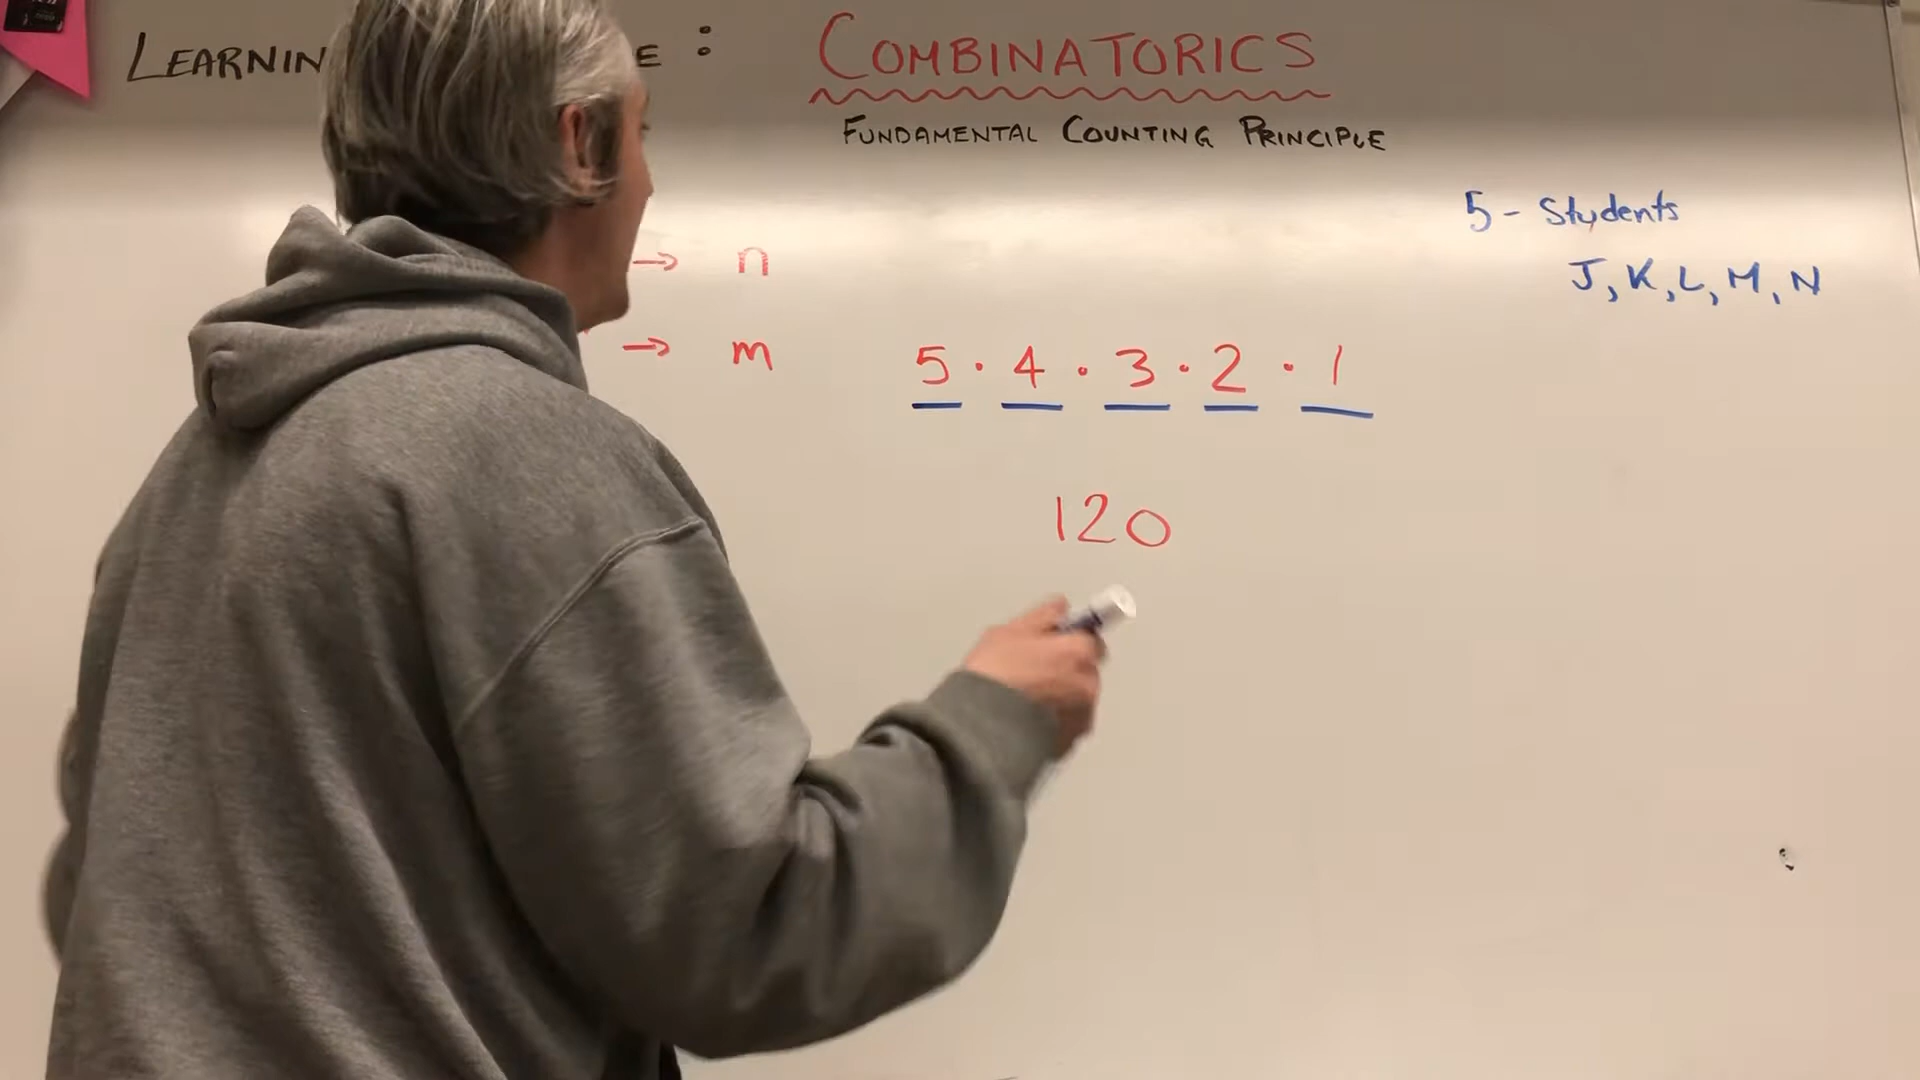 LEARNIN E : COMBINATORICS
FUNDAMENTAL COUNTING PRINCIPLE
5 - Students
J, K, L, M, N
→ n
→ m
5 · 4 · 3 · 2 · 1
120